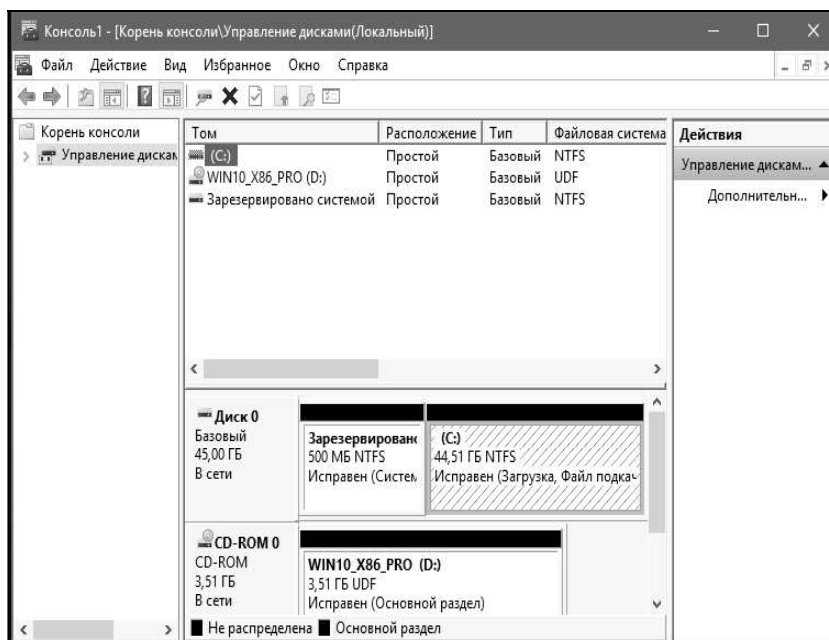 Консоль1 - [Корень консоли\Управление дисками(Локальный)]
Файл Действие Вид Избранное Окно Справка
Корень консоли
Управление дискам
Том Расположение Тип Файловая система
(C:) Простой Базовый NTFS
WIN10_X86_PRO (D:) Простой Базовый UDF
Зарезервировано системой Простой Базовый NTFS
Действия
Управление дискам...
Дополнительн...
Диск 0
Базовый
45,00 ГБ
В сети
Зарезервирован
500 МБ NTFS
Исправен (Систем
(C:)
44,51 ГБ NTFS
Исправен (Загрузка, Файл подкач
CD-ROM 0
CD-ROM
3,51 ГБ
В сети
WIN10_X86_PRO (D:)
3,51 ГБ UDF
Исправен (Основной раздел)
Не распределена Основной раздел